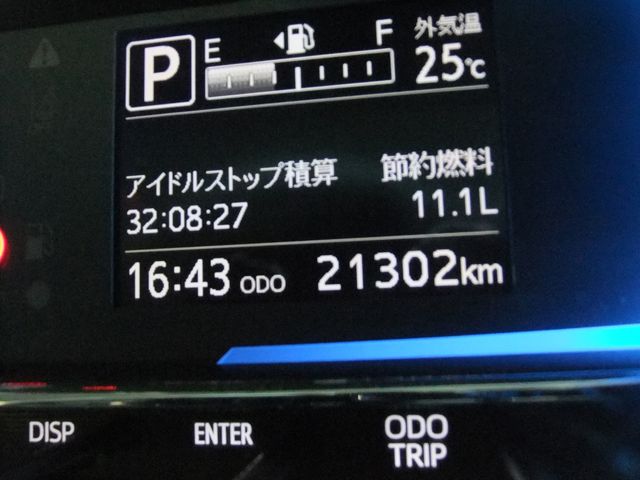 P E F 外気温
25℃
アイドルストップ積算 節約燃料
32:08:27 11.1L
16:43 ODO 21302km
DISP ENTER ODO
TRIP